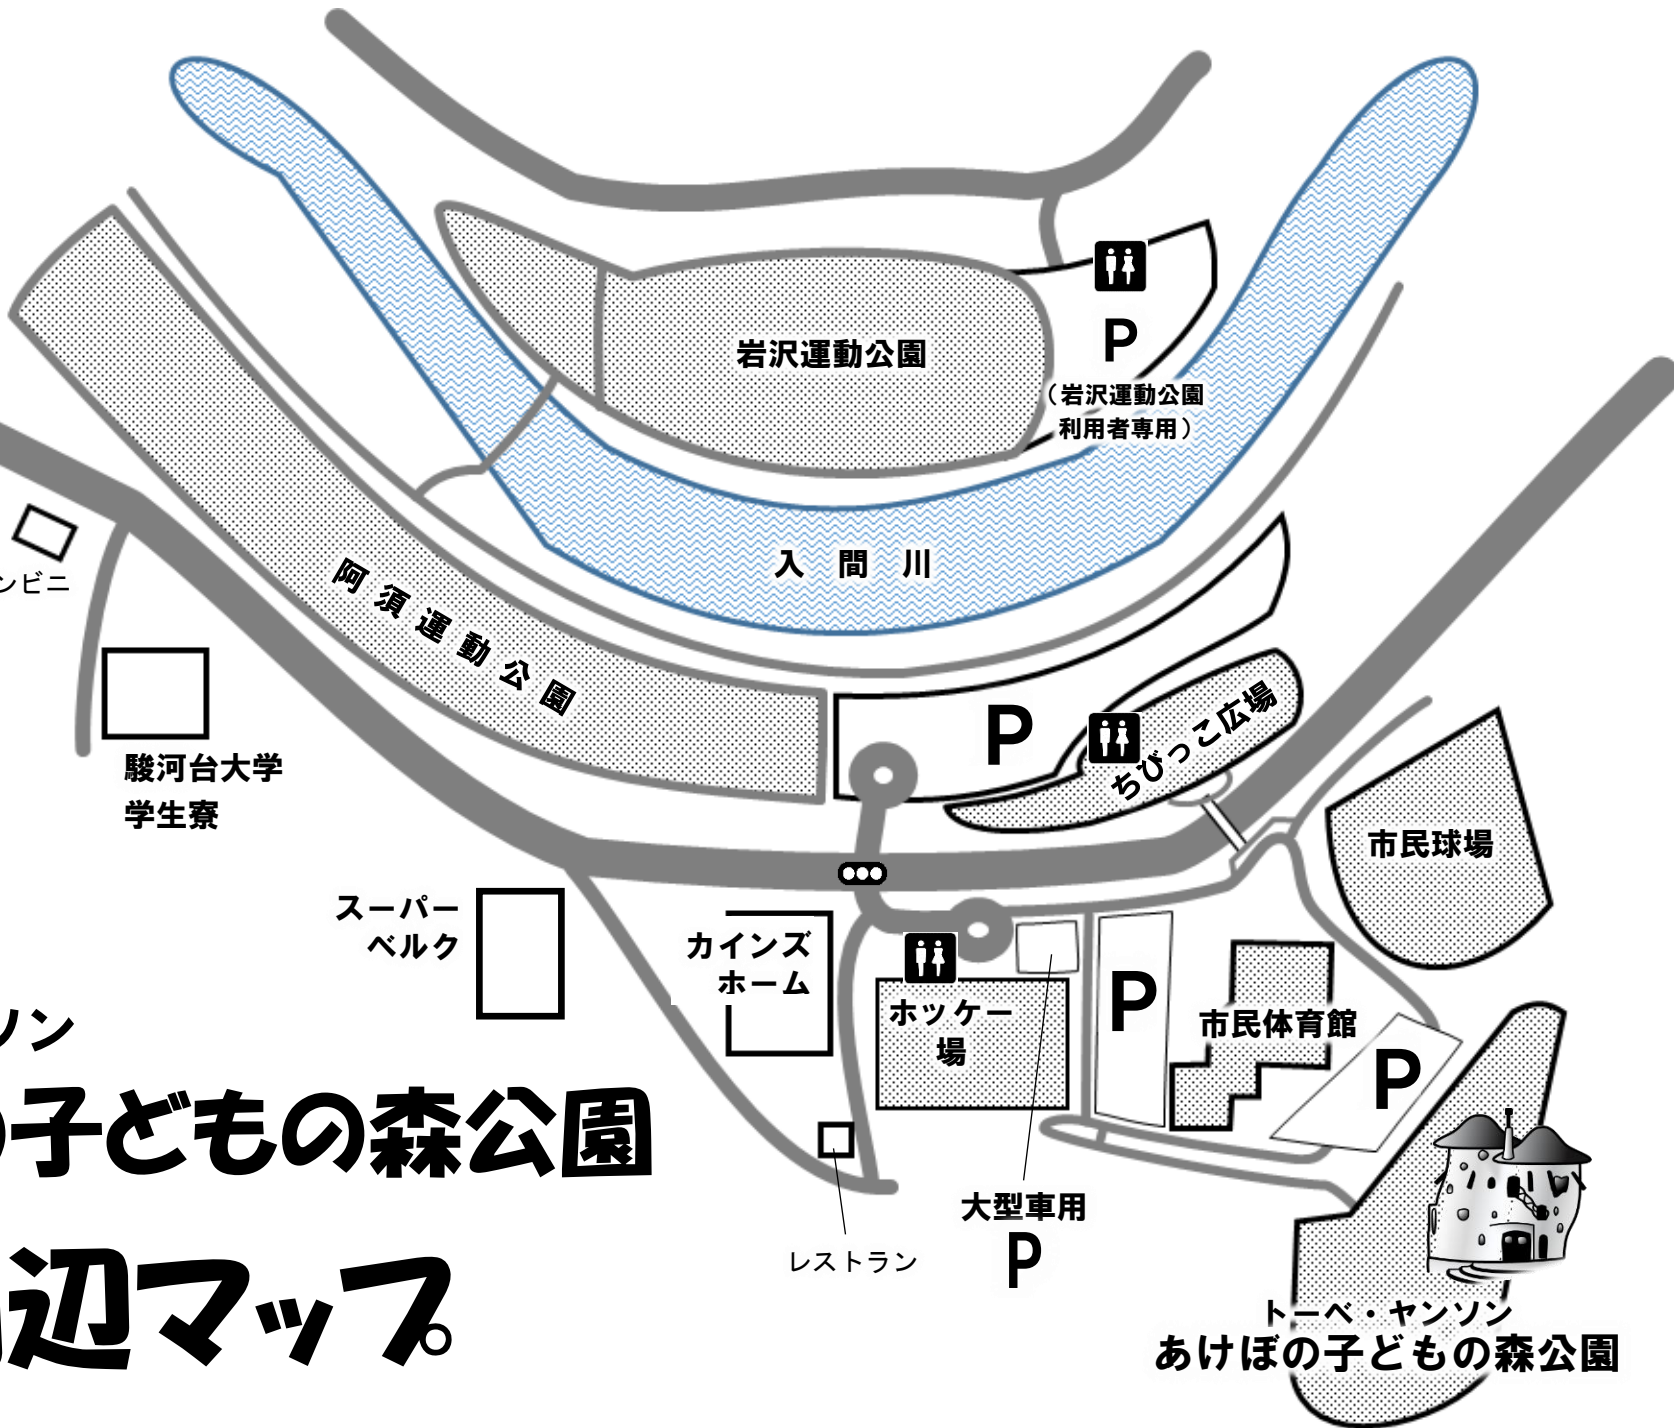 岩沢運動公園
P
（岩沢運動公園
利用者専用）
入間川
阿須運動公園
ンビニ
駿河台大学
学生寮
P
ちびっこ広場
市民球場
スーパー
ベルク
カインズ
ホーム
ホッケー
場
P
市民体育館
P
大型車用
P
レストラン
ソン
の子どもの森公園
辺マップ
トーベ・ヤンソン
あけぼの子どもの森公園